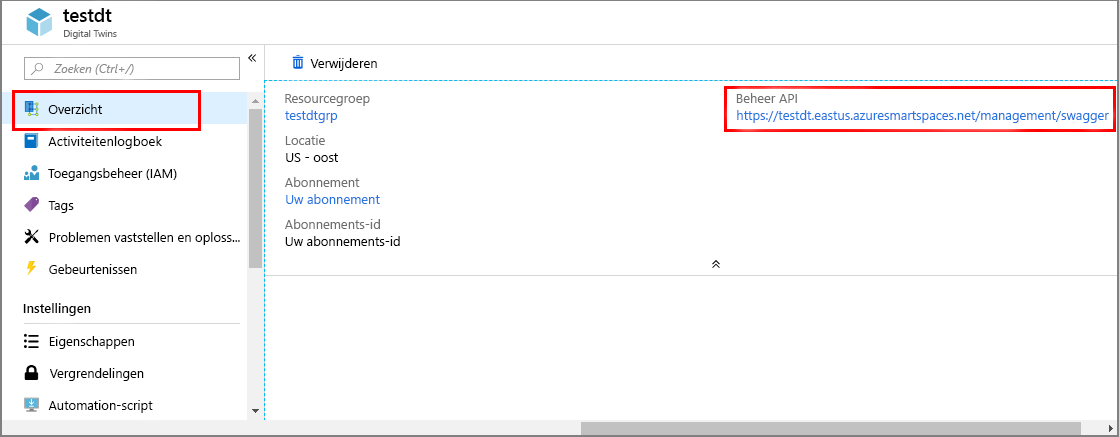 testdt
Digital Twins
Zoeken (Ctrl+/)
Overzicht
Activiteitenlogboek
Toegangsbeheer (IAM)
Tags
Problemen vaststellen en oploss...
Gebeurtenissen
Instellingen
Eigenschappen
Vergrendelingen
Automation-script
Verwijderen
Resourcegroep
testdtgrp
Locatie
US - oost
Abonnement
Uw abonnement
Abonnements-id
Uw abonnements-id
Beheer API
https://testdt.eastus.azuresmartspaces.net/management/swagger